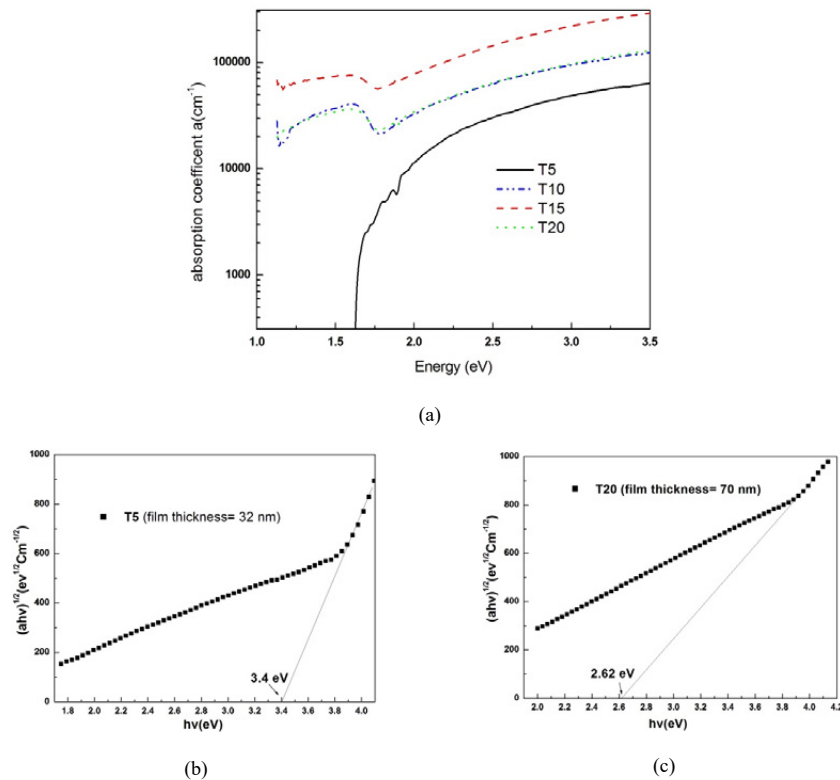 absorption coefficent a(cm⁻¹)
100000
10000
1000
T5
T10
T15
T20
1.0 1.5 2.0 2.5 3.0 3.5
Energy (eV)
(a)
(ahv)^1/2(ev^1/2Cm^-1/2)
1000
800
600
400
200
0
T5 (film thickness= 32 nm)
3.4 eV
1.8 2.0 2.2 2.4 2.6 2.8 3.0 3.2 3.4 3.6 3.8 4.0
hv(eV)
(b)
(ahv)^1/2(ev^1/2Cm^-1/2)
1000
800
600
400
200
0
T20 (film thickness= 70 nm)
2.62 eV
2.0 2.2 2.4 2.6 2.8 3.0 3.2 3.4 3.6 3.8 4.0 4.2
hv(eV)
(c)